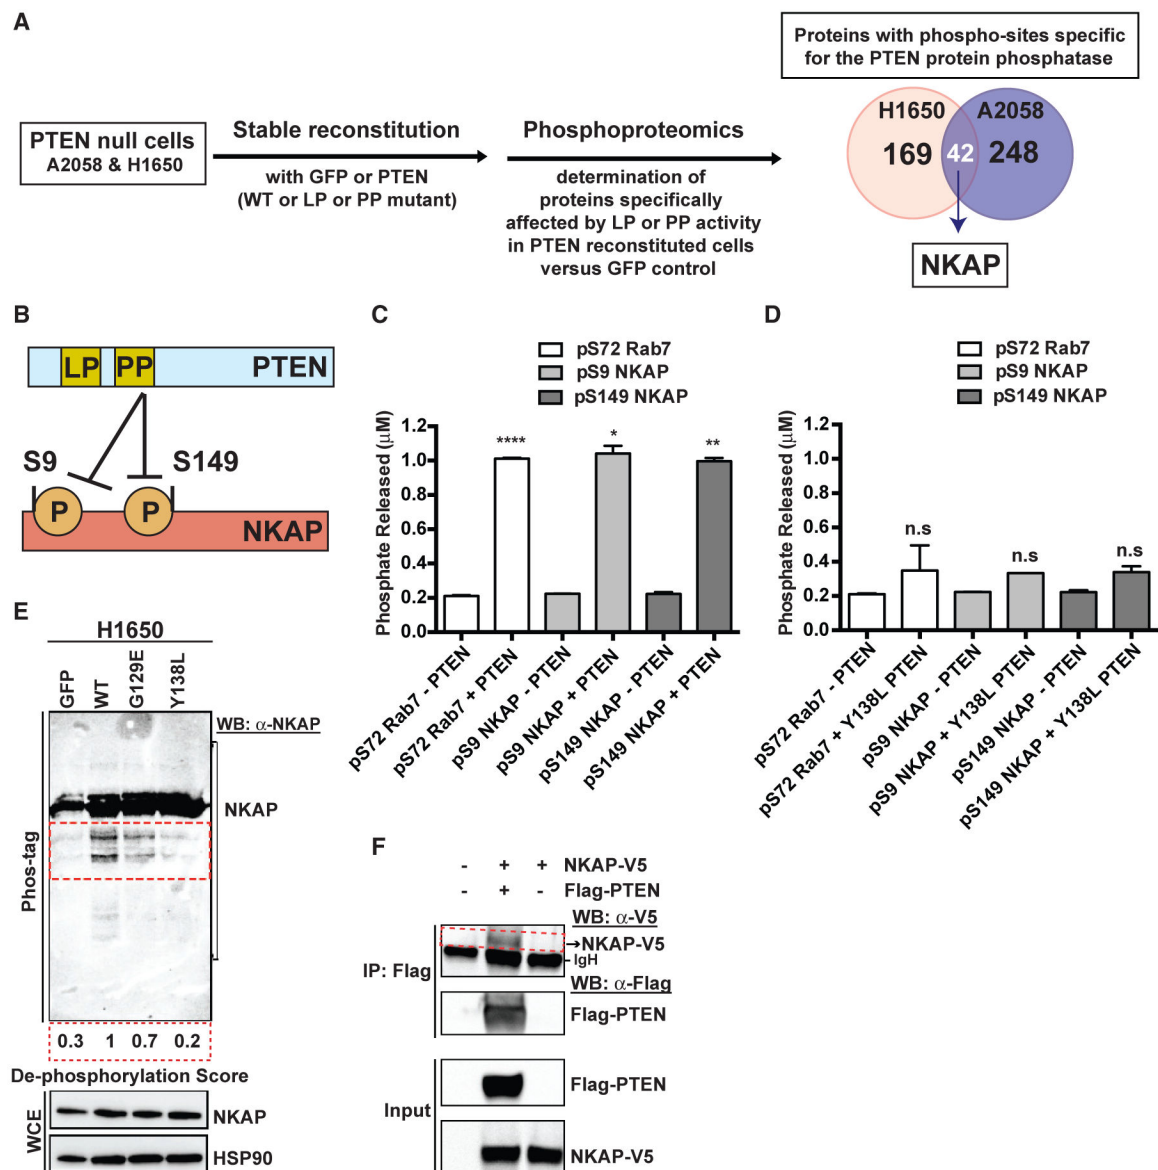 A
PTEN null cells
A2058 & H1650
Stable reconstitution
with GFP or PTEN
(WT or LP or PP mutant)
Phosphoproteomics
determination of
proteins specifically
affected by LP or PP activity
in PTEN reconstituted cells
versus GFP control
Proteins with phospho-sites specific
for the PTEN protein phosphatase
H1650 A2058
169 42 248
NKAP
B
LP PP PTEN
S9 S149
P P
NKAP
C
pS72 Rab7
pS9 NKAP
pS149 NKAP
Phosphate Released (μM)
1.2
1.0
0.8
0.6
0.4
0.2
0.0
**** * **
pS72 Rab7 - PTEN
pS72 Rab7 + PTEN
pS9 NKAP - PTEN
pS9 NKAP + PTEN
pS149 NKAP - PTEN
pS149 NKAP + PTEN
D
pS72 Rab7
pS9 NKAP
pS149 NKAP
Phosphate Released (μM)
1.2
1.0
0.8
0.6
0.4
0.2
0.0
n.s n.s n.s
pS72 Rab7 - PTEN
pS72 Rab7 + Y138L PTEN
pS9 NKAP - PTEN
pS9 NKAP + Y138L PTEN
pS149 NKAP - PTEN
pS149 NKAP + Y138L PTEN
E
H1650
GFP WT G129E Y138L
WB: α-NKAP
NKAP
Phos-tag
0.3 1 0.7 0.2
De-phosphorylation Score
WCE
NKAP
HSP90
F
- + + NKAP-V5
- + - Flag-PTEN
WB: α-V5
→NKAP-V5
IgH
IP: Flag
WB: α-Flag
Flag-PTEN
Input
Flag-PTEN
NKAP-V5